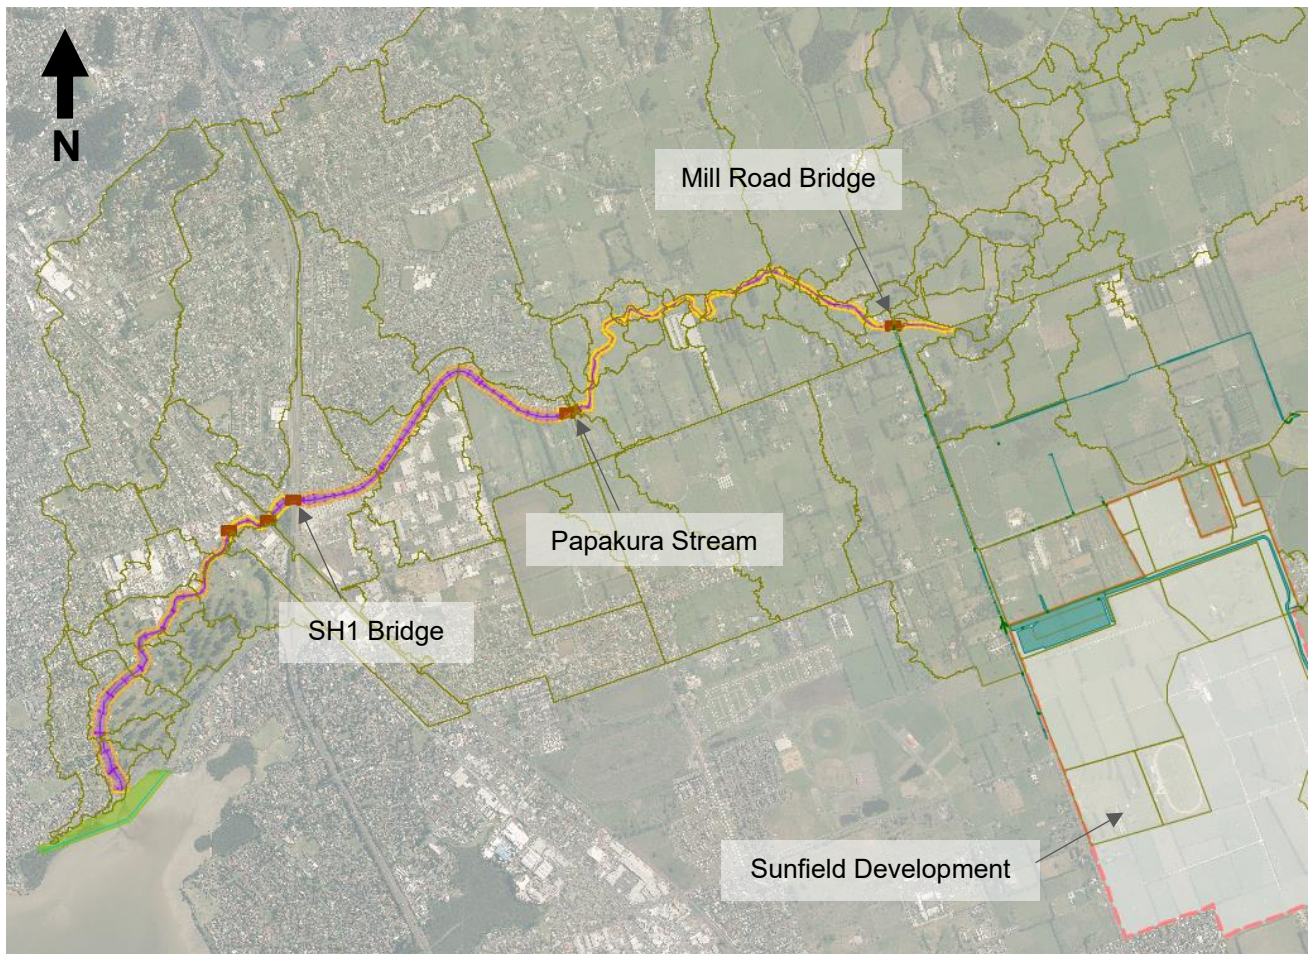 N
Mill Road Bridge
Papakura Stream
SH1 Bridge
Sunfield Development